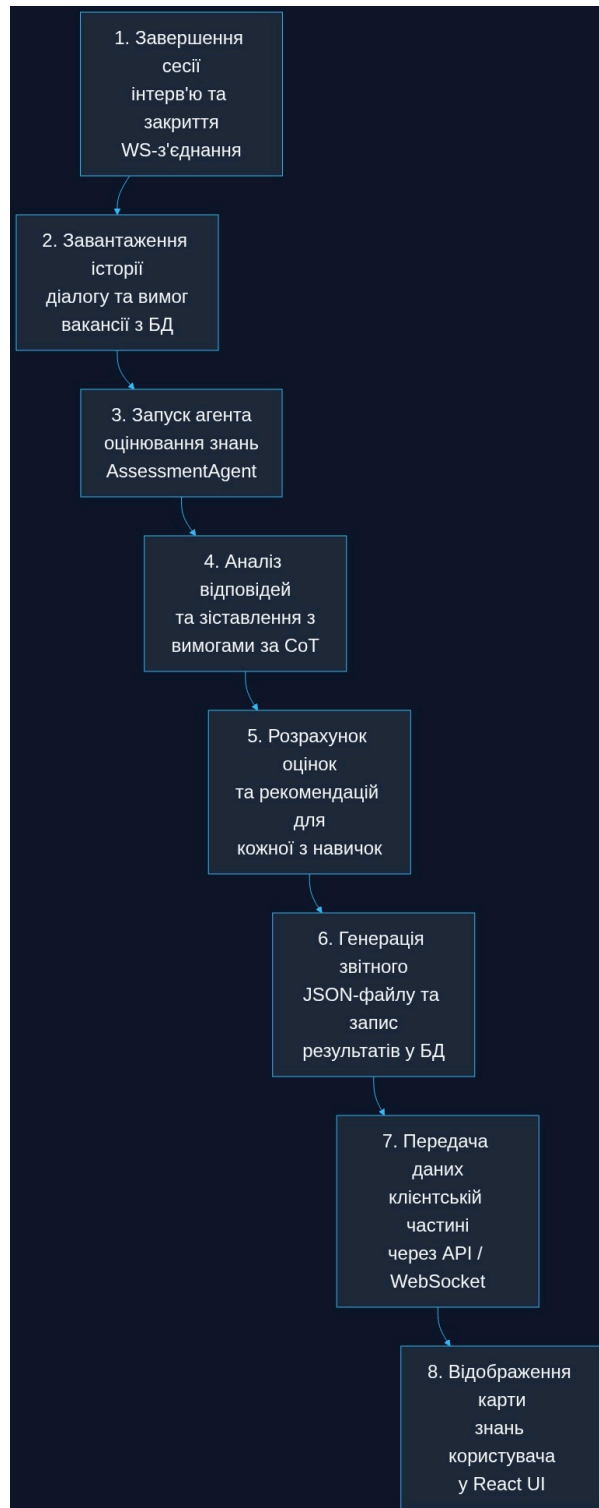 1. Завершення
сесії
інтерв'ю та
закриття
WS-з'єднання
2. Завантаження
історії
діалогу та вимог
вакансії з БД
3. Запуск агента
оцінювання знань
AssessmentAgent
4. Аналіз
відповідей
та зіставлення з
вимогами за CoT
5. Розрахунок
оцінок
та рекомендацій
для
кожної з навичок
6. Генерація
звітного
JSON-файлу та
запис
результатів у БД
7. Передача
даних
клієнтській
частині
через API /
WebSocket
8. Відображення
карти
знань
користувача
у React UI